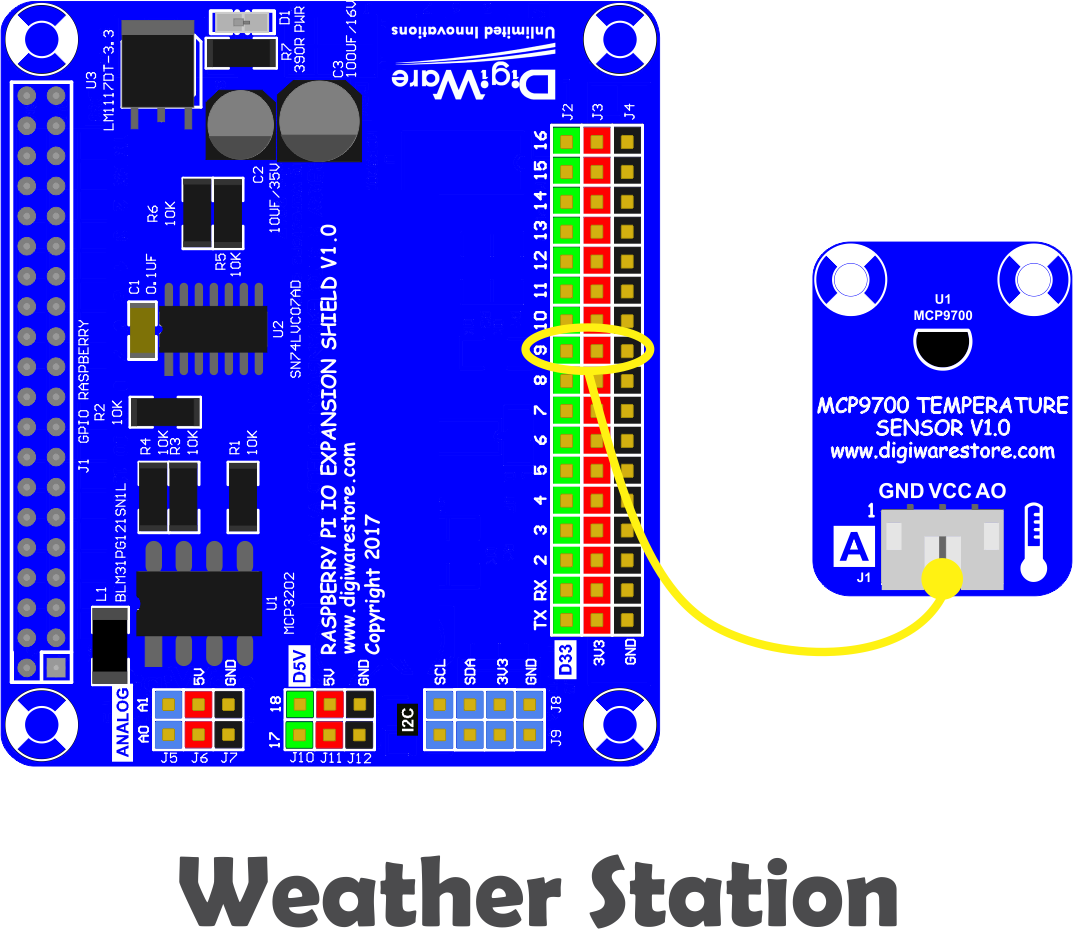 U3
LM1117DT-3.3
D1
PWR
R7
390R
C3
100UF/16V
Unlimited Innovations
DigiWare
C2
10UF/35V
R6
10K
R5
10K
C1
0.1UF
U2
SN74LVC07AD
J1
GPIO RASPBERRY
R2
10K
R4
10K
R3
10K
R1
10K
L1
BLM31PG121SN1L
U1
MCP3202
RASPBERRY PI IO EXPANSION SHIELD V1.0
www.digiwarestore.com
Copyright 2017
J2 J3 J4
16
15
14
13
12
11
10
9
8
7
6
5
4
3
2
RX
TX
D33 3V3 GND
ANALOG
5V GND
A1
A0
J5 J6 J7
D5V 5V GND
18
17
J10 J11 J12
I2C
SCL SDA 3V3 GND
J8
J9
U1
MCP9700
MCP9700 TEMPERATURE
SENSOR V1.0
www.digiwarestore.com
GND VCC AO
1
A
J1
Weather Station